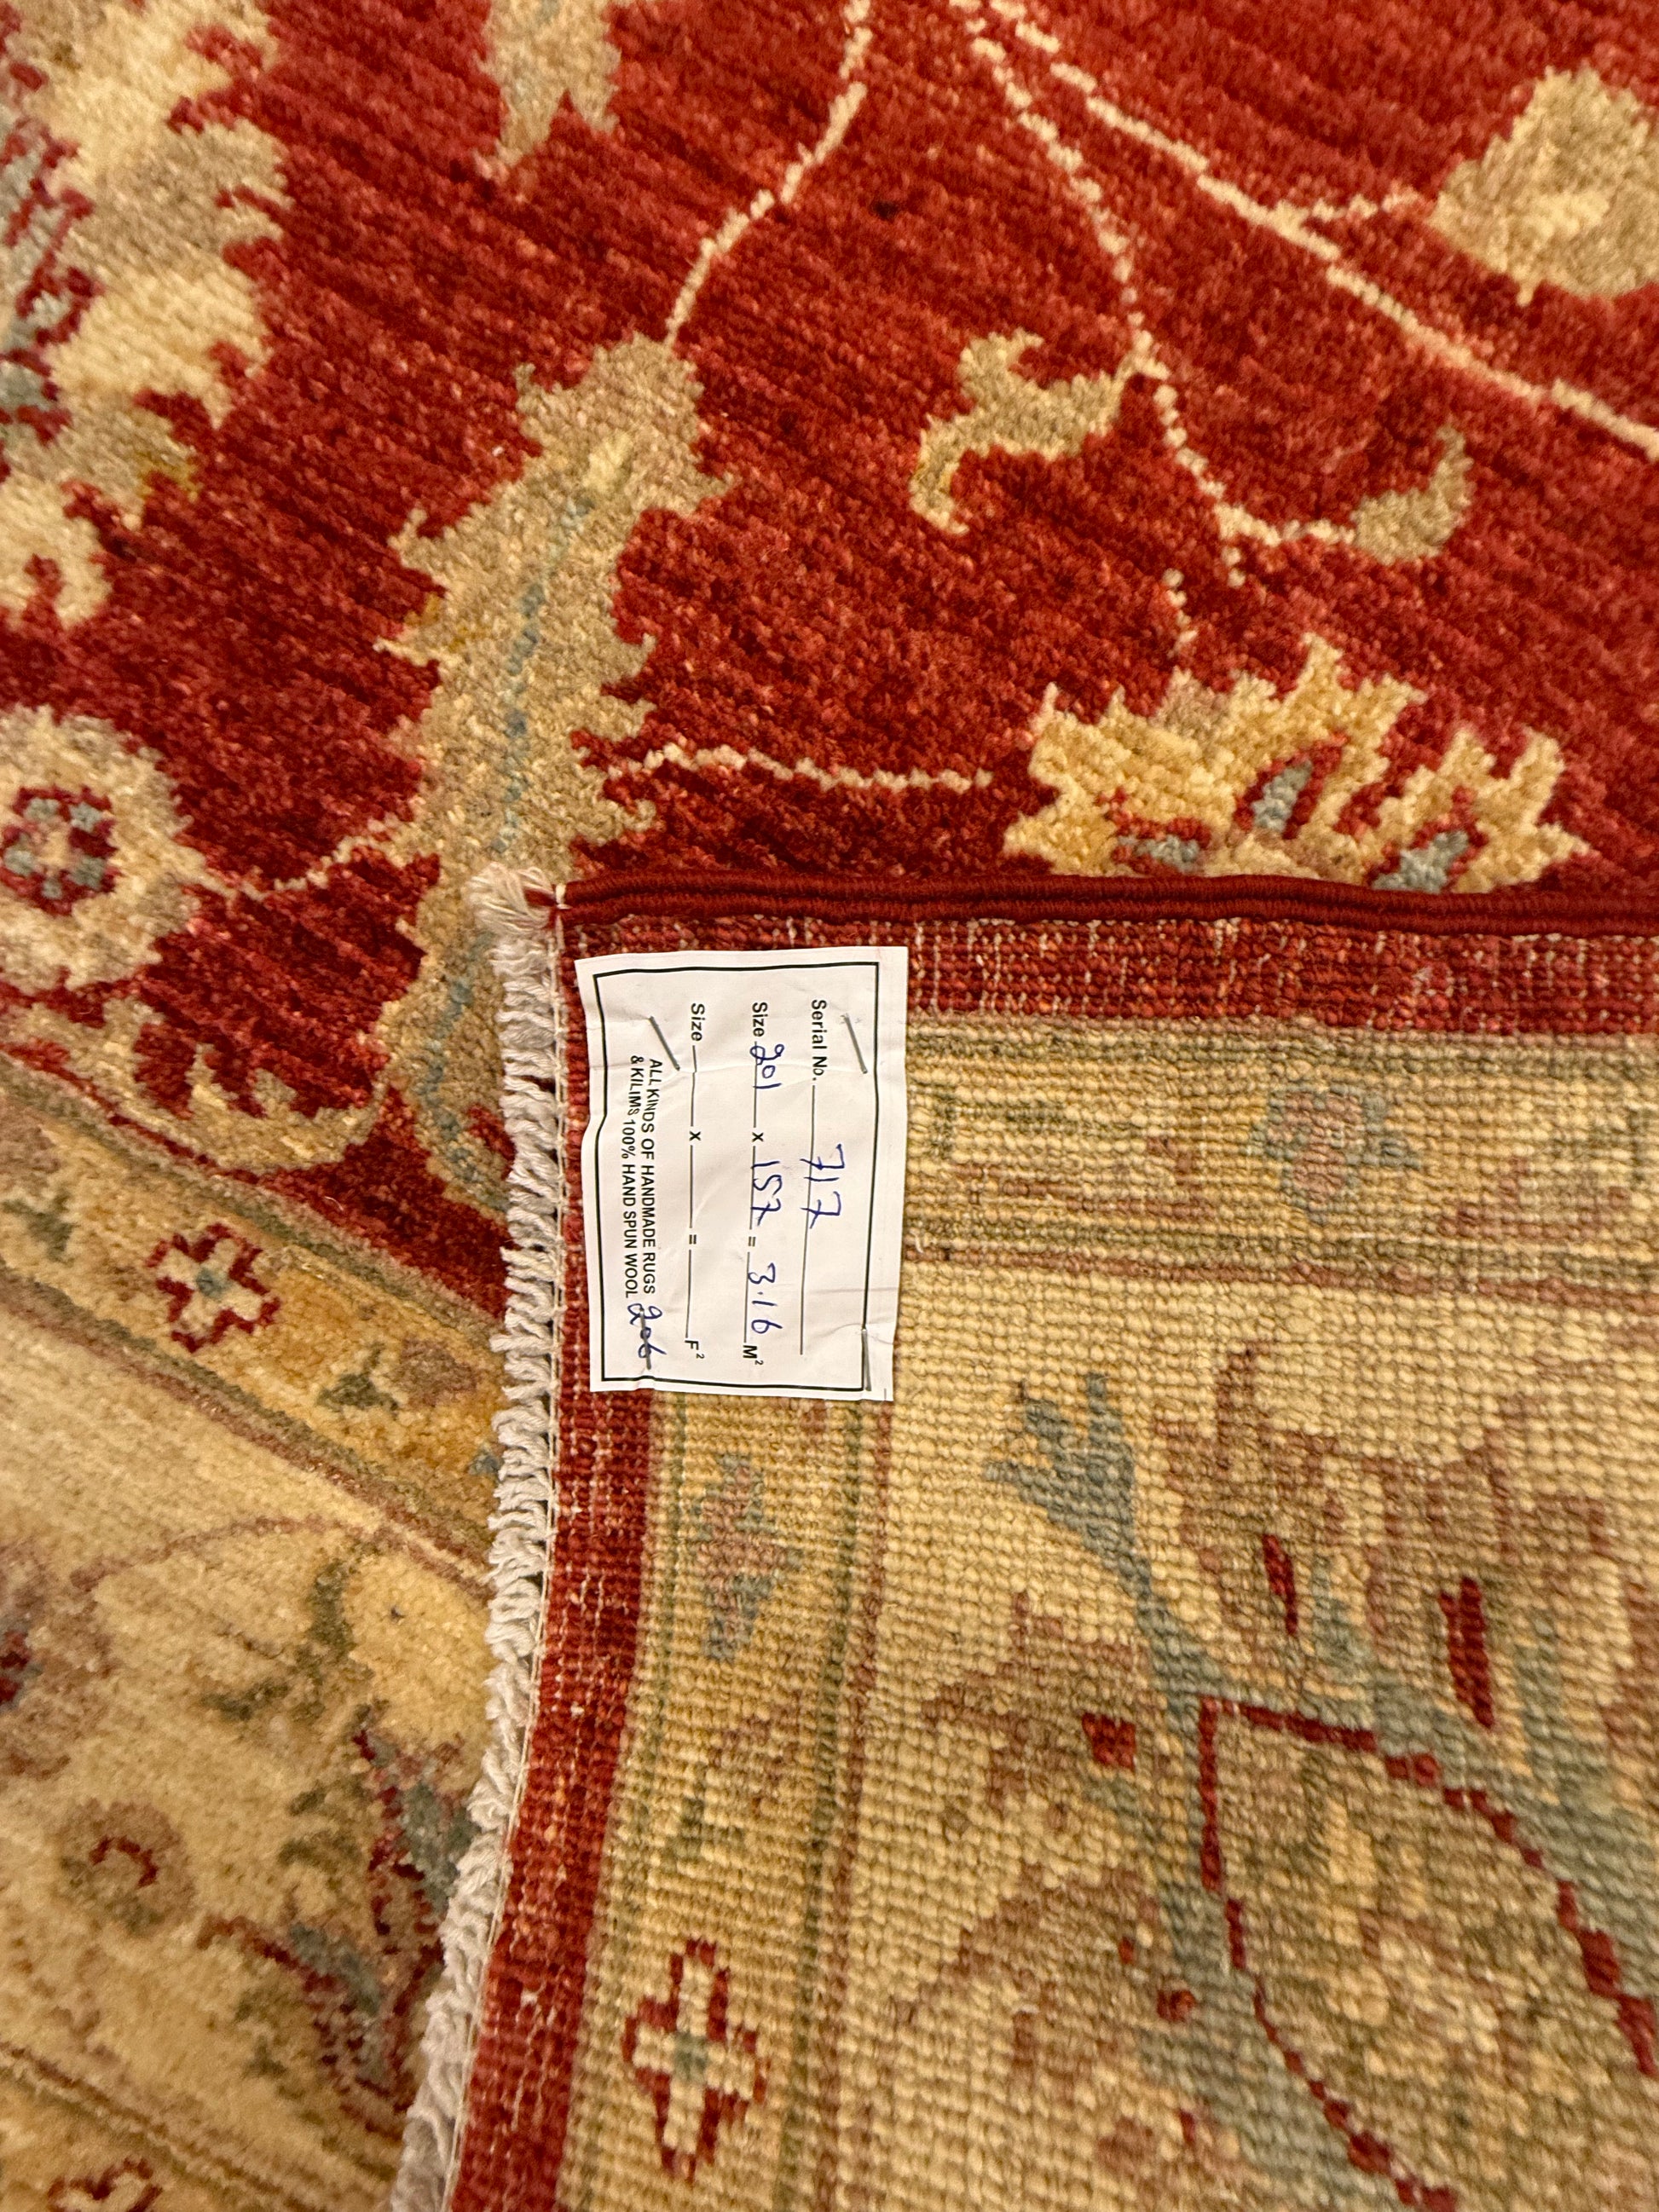 Serial No. 717
Size 201 x 157 = 3.16 M²
Size x = F²
ALL KINDS OF HANDMADE RUGS
& KILIMS 100% HAND SPUN WOOL